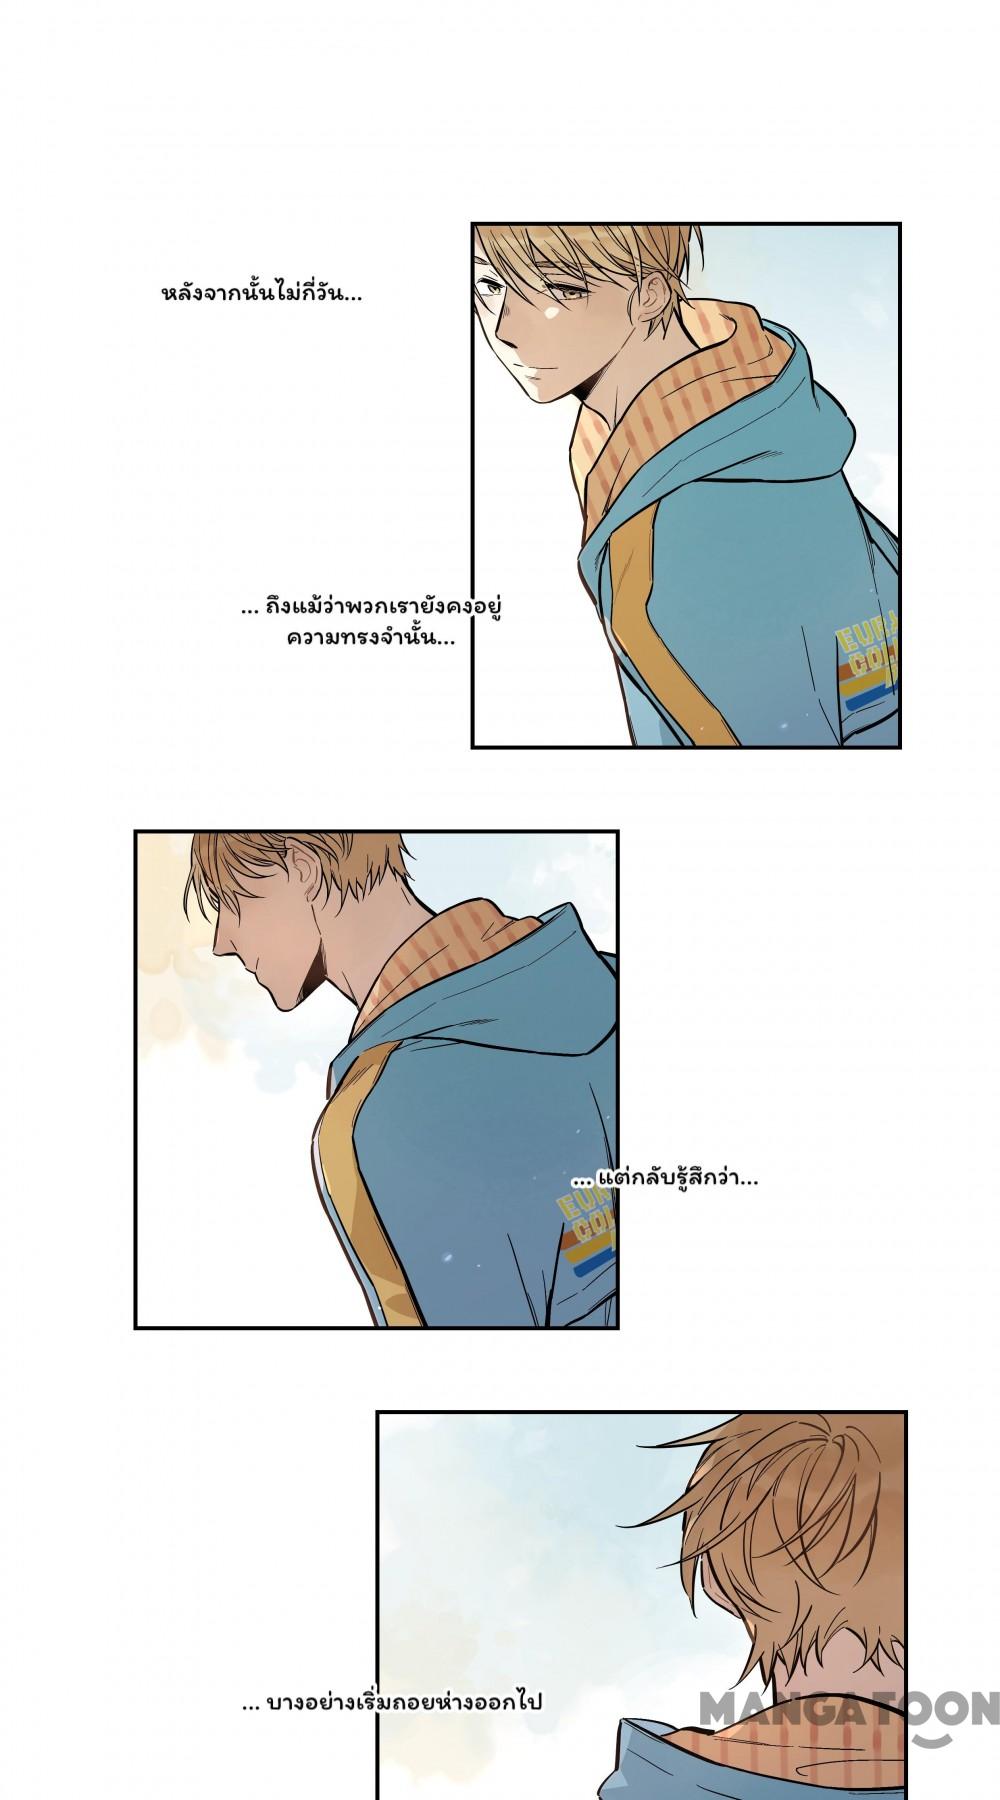 หลังจากนั้นไม่กี่วัน...
... ถึงแม้ว่าพวกเรายังคงอยู่
ความทรงจำนั้น...
... แต่กลับรู้สึกว่า...
... บางอย่างเริ่มถอยห่างออกไป
MANGATOON